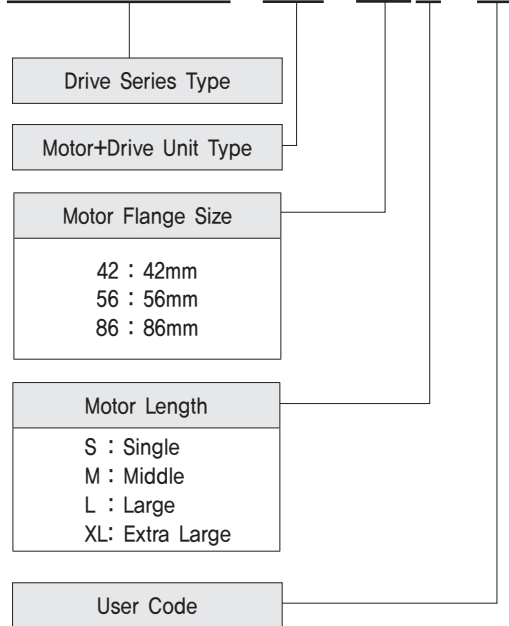 Drive Series Type
Motor+Drive Unit Type
Motor Flange Size
42 : 42mm
56 : 56mm
86 : 86mm
Motor Length
S : Single
M : Middle
L : Large
XL: Extra Large
User Code